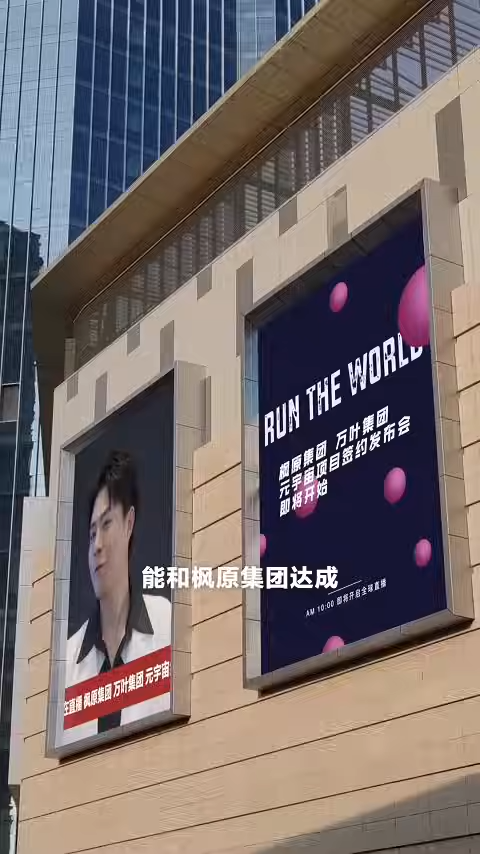 RUN THE WORLD
枫原集团 万叶集团
元宇宙项目签约发布会
即将开始
AM 10:00 即将开启全球直播
能和枫原集团达成
在直播 枫原集团 万叶集团 元宇宙